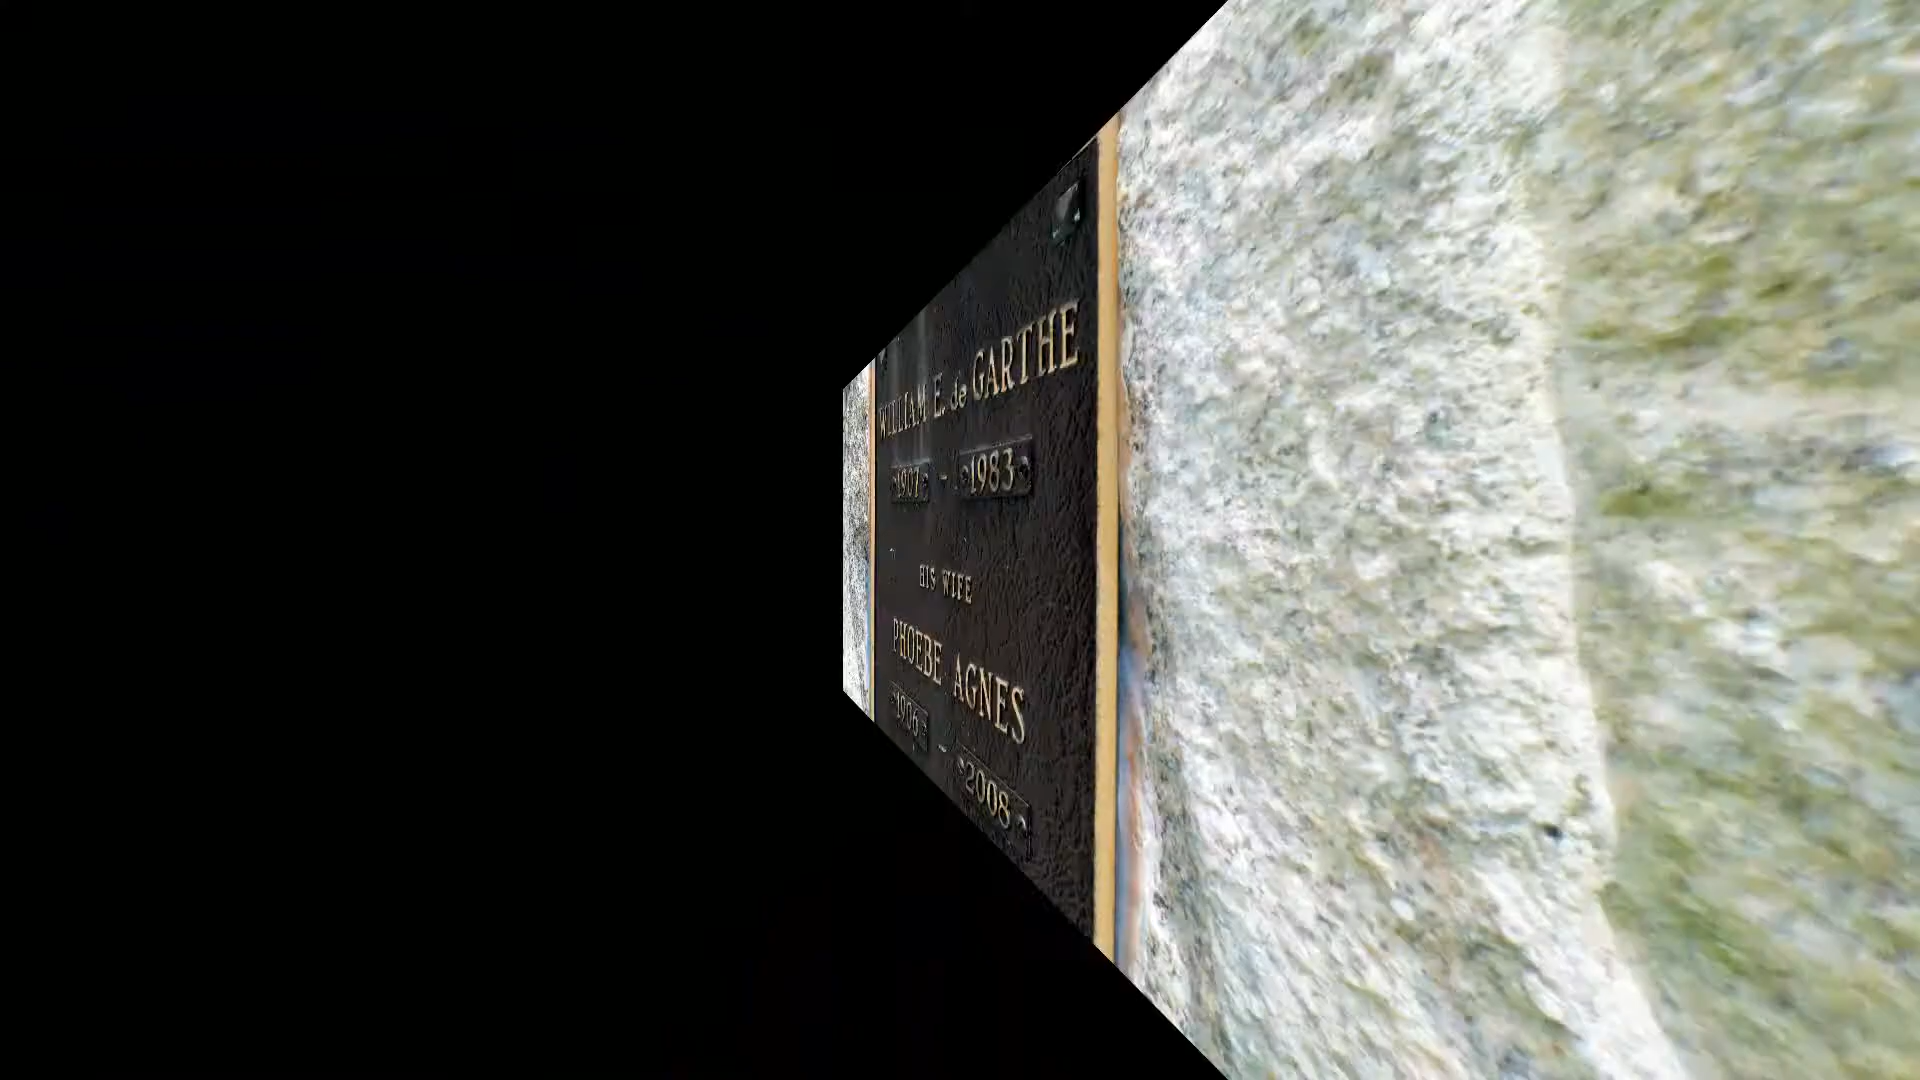 WILLIAM E. de GARTHE
1907 - 1983
HIS WIFE
PHOEBE AGNES
1906 - 2008